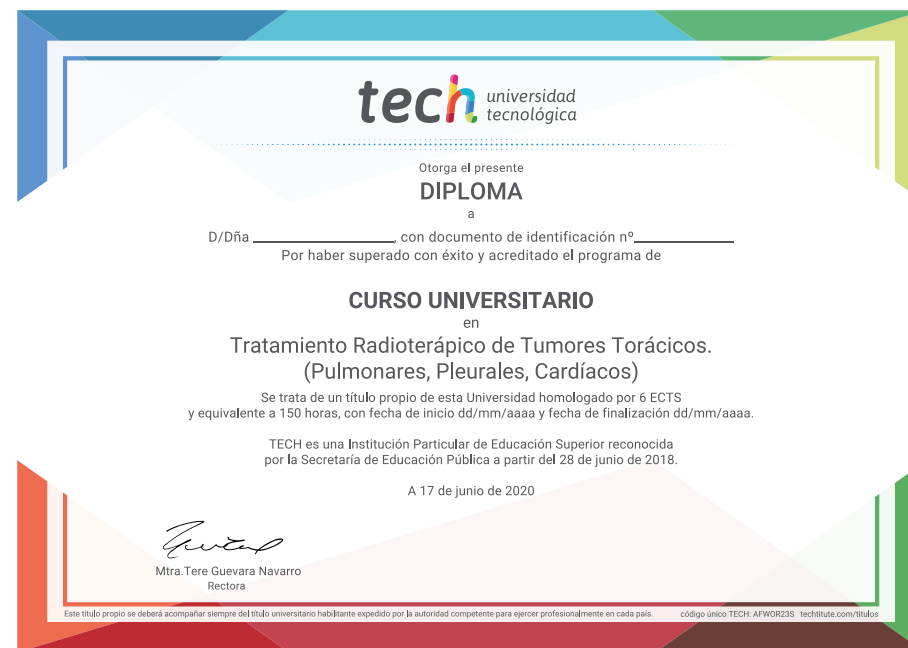 tech universidad
tecnológica
Otorga el presente
DIPLOMA
a
D/Dña ________________, con documento de identificación nº____________
Por haber superado con éxito y acreditado el programa de
CURSO UNIVERSITARIO
en
Tratamiento Radioterápico de Tumores Torácicos.
(Pulmonares, Pleurales, Cardíacos)
Se trata de un título propio de esta Universidad homologado por 6 ECTS
y equivalente a 150 horas, con fecha de inicio dd/mm/aaaa y fecha de finalización dd/mm/aaaa.
TECH es una Institución Particular de Educación Superior reconocida
por la Secretaría de Educación Pública a partir del 28 de junio de 2018.
A 17 de junio de 2020
Mtra.Tere Guevara Navarro
Rectora
Este título propio se deberá acompañar siempre del título universitario habilitante expedido por la autoridad competente para ejercer profesionalmente en cada país. código único TECH: AFWOR23S techtitute.com/títulos